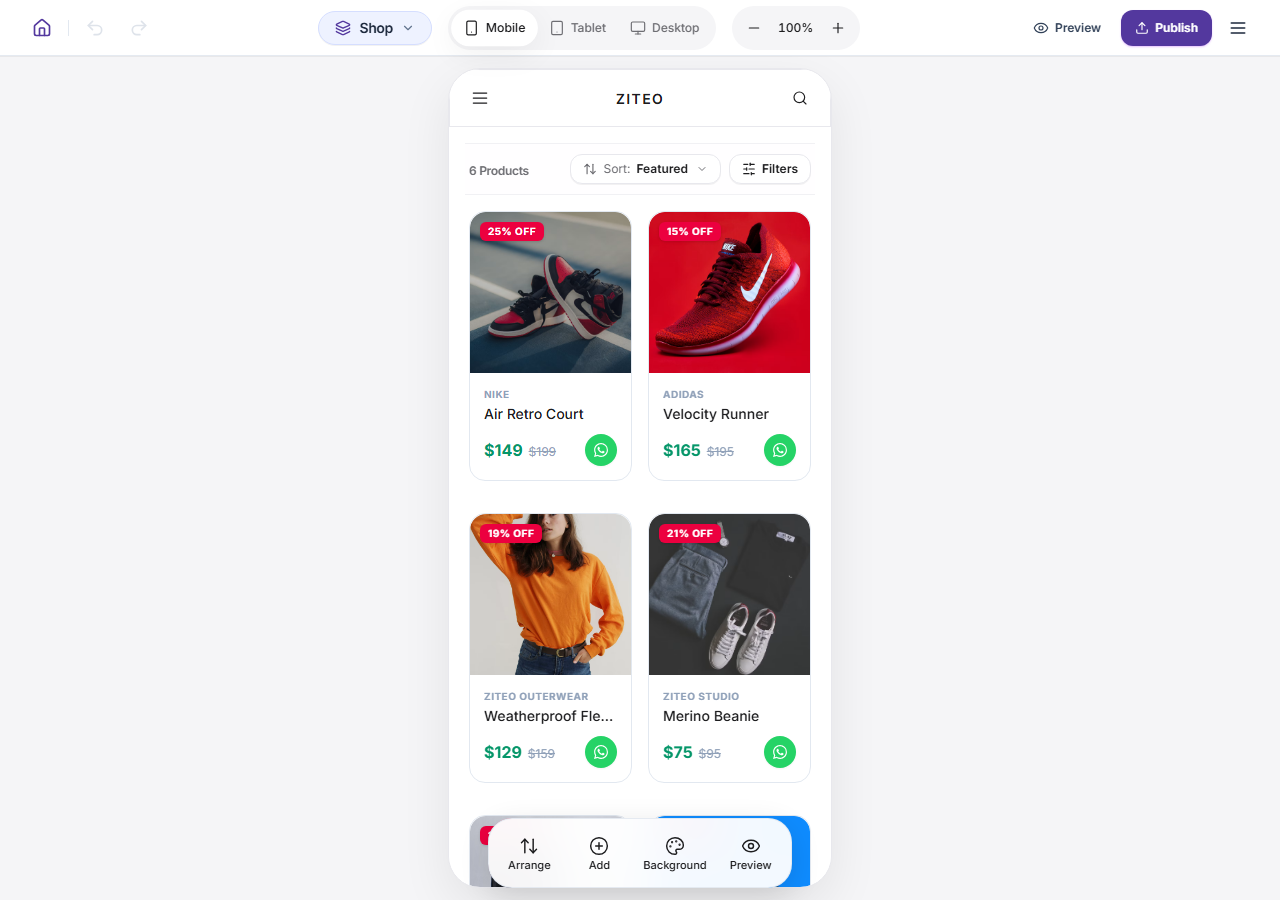 Shop
Mobile
Tablet
Desktop
100%
Preview
Publish
ZITEO
6 Products
Sort: Featured
Filters
25% OFF
15% OFF
NIKE
NIKE
ADIDAS
Air Retro Court
Velocity Runner
$149 $199
$165 $195
19% OFF
21% OFF
ZITEO OUTERWEAR
ZITEO STUDIO
Weatherproof Fle...
Merino Beanie
$129 $159
$75 $95
Arrange
Add
Background
Preview